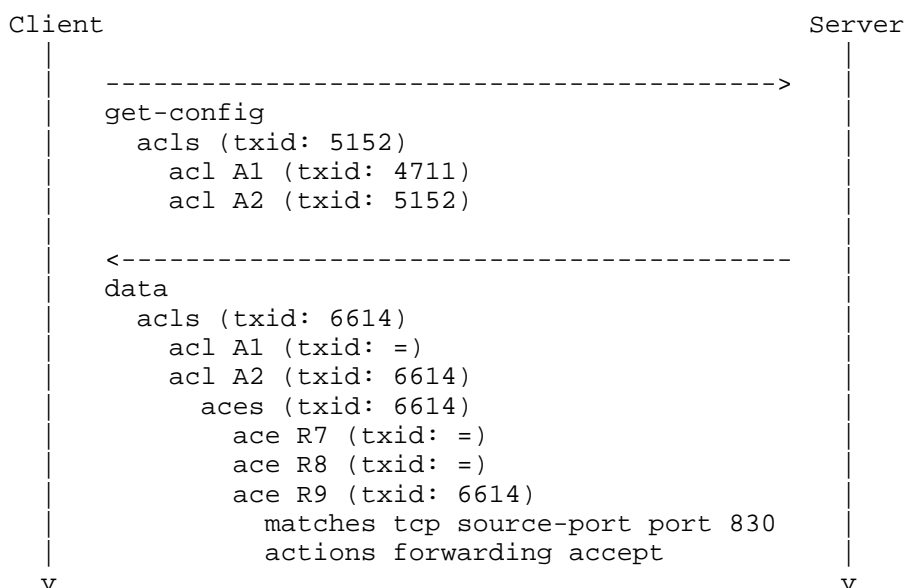 Client                                                   Server
  |                                                        |
  |   ------------------------------------------>          |
  |   get-config                                           |
  |     acls (txid: 5152)                                  |
  |       acl A1 (txid: 4711)                              |
  |       acl A2 (txid: 5152)                              |
  |                                                        |
  |   <------------------------------------------          |
  |   data                                                 |
  |     acls (txid: 6614)                                  |
  |       acl A1 (txid: =)                                 |
  |       acl A2 (txid: 6614)                              |
  |         aces (txid: 6614)                              |
  |           ace R7 (txid: =)                             |
  |           ace R8 (txid: =)                             |
  |           ace R9 (txid: 6614)                          |
  |             matches tcp source-port port 830           |
  |             actions forwarding accept                  |
  v                                                        v